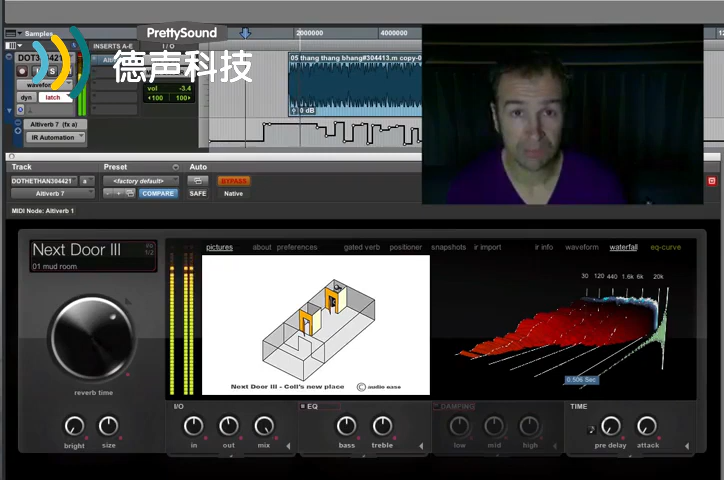 Samples
PrettySound
德声科技
INSERTS A-E
I / O
2000000
4000000
DOT304421
05 thang thang bhang#304413.m copy-0
vol
-3.4
100
100
dyn
latch
0 dB
Altiverb 7 (fx a)
IR Automation
Track
Preset
Auto
DOTHETHAN304421
a
<factory default>
BYPASS
Altiverb 7
COMPARE
SAFE
Native
MIDI Node: Altiverb 1
Next Door III
01 mud room
i/o
1/2
pictures
about
preferences
gated verb
positioner
snapshots
ir import
ir info
waveform
waterfall
eq-curve
30
120
440
1.6k
6k
20k
0.506 Sec
Next Door III - Coll's new place
© audio ease
reverb time
I/O
EQ
DAMPING
TIME
bright
size
in
out
mix
bass
treble
low
mid
high
pre delay
attack